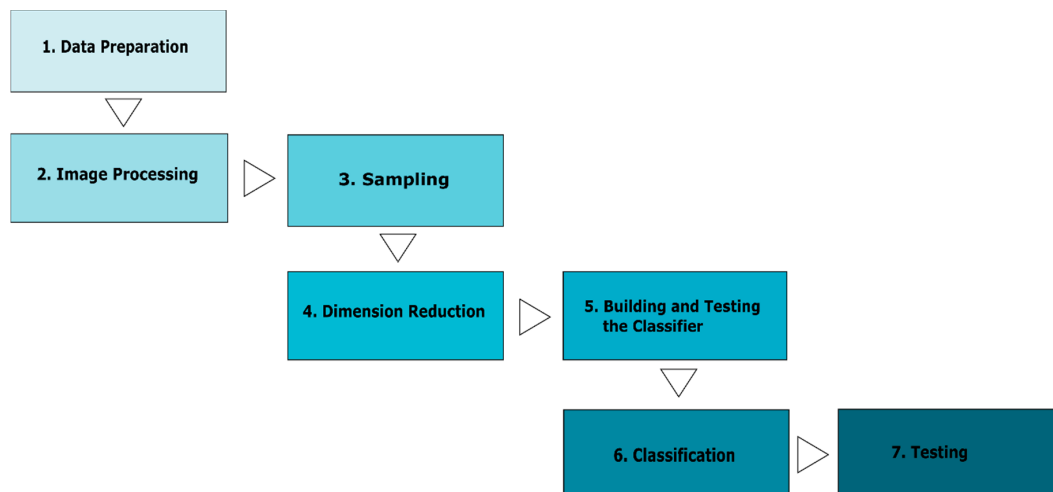 1. Data Preparation
2. Image Processing
3. Sampling
4. Dimension Reduction
5. Building and Testing
the Classifier
6. Classification
7. Testing